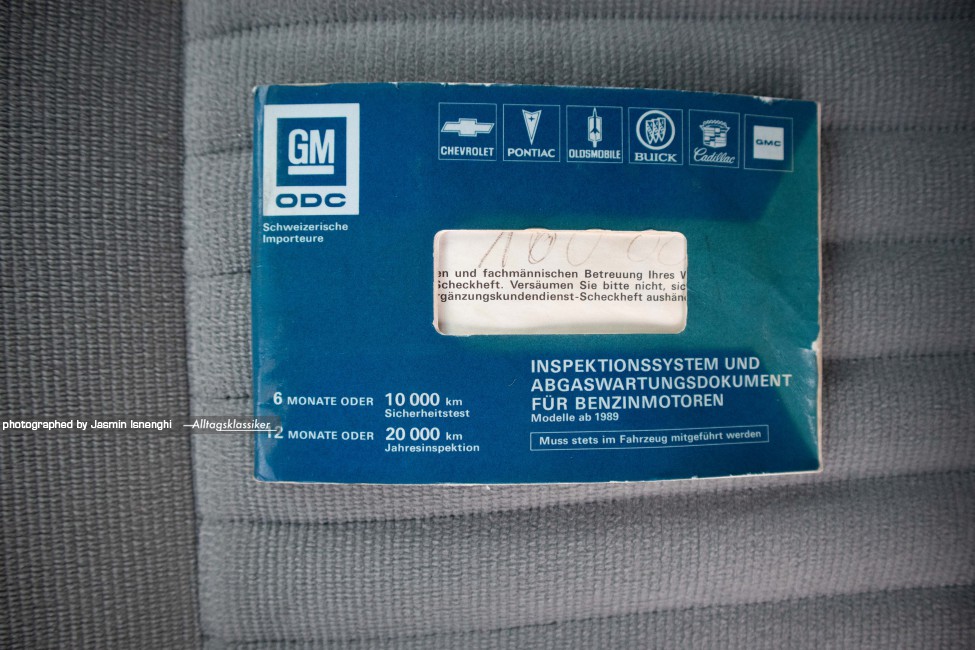 GM
ODC
Schweizerische
Importeure
CHEVROLET
PONTIAC
OLDSMOBILE
BUICK
Cadillac
GMC
en und fachmännischen Betreuung Ihres
Scheckheft. Versäumen Sie bitte nicht,
rgänzungskundendienst-Scheckheft
6 MONATE ODER 10 000 km
Sicherheitstest
12 MONATE ODER 20 000 km
Jahresinspektion
INSPEKTIONSSYSTEM UND
ABGASWARTUNGSDOKUMENT
FÜR BENZINMOTOREN
Modelle ab 1989
Muss stets im Fahrzeug mitgeführt werden
photographed by Jasmin Isnenghi —Alltagsklassiker